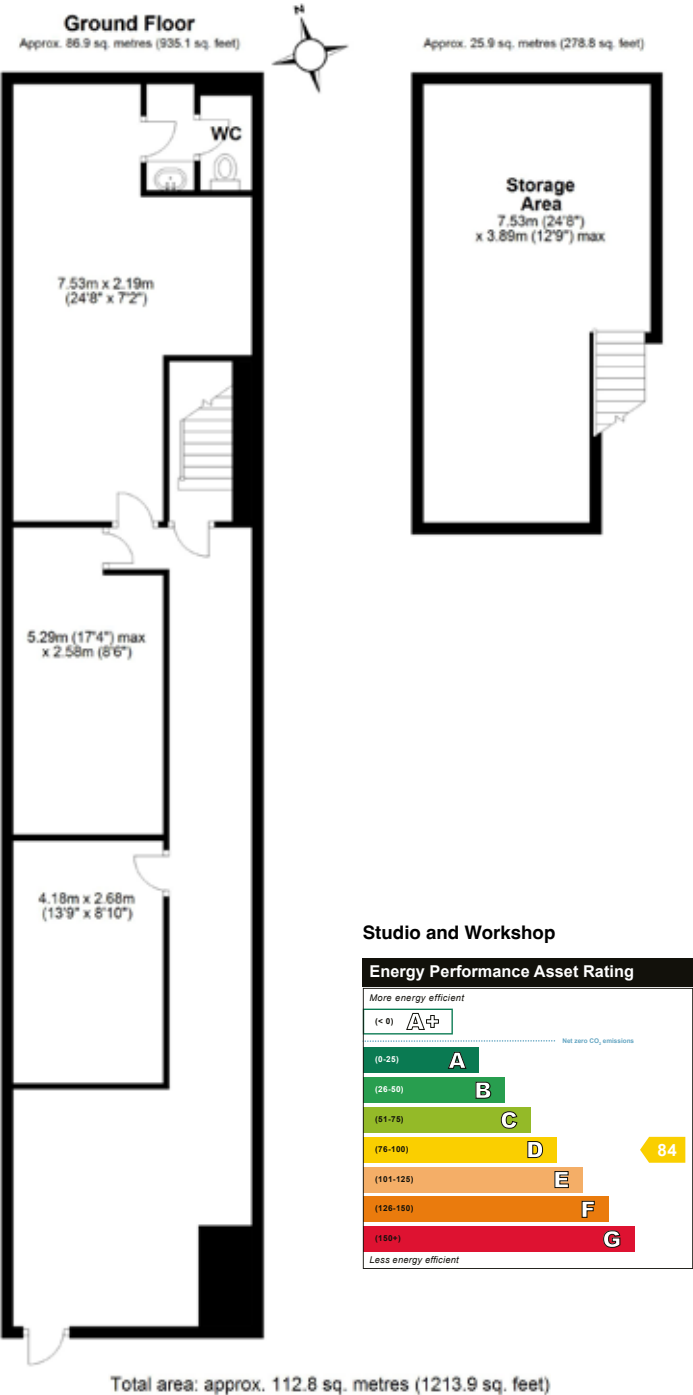 N
Ground Floor
Approx. 86.9 sq. metres (935.1 sq. feet)
Approx. 25.9 sq. metres (278.8 sq. feet)
WC
Storage
Area
7.53m (24'8")
x 3.89m (12'9") max
7.53m x 2.19m
(24'8" x 7'2")
5.29m (17'4") max
x 2.58m (8'6")
4.18m x 2.68m
(13'9" x 8'10")
Studio and Workshop
Energy Performance Asset Rating
More energy efficient
(< 0) A+
Net zero CO₂ emissions
(0-25) A
(26-50) B
(51-75) C
(76-100) D 84
(101-125) E
(126-150) F
(150+) G
Less energy efficient
Total area: approx. 112.8 sq. metres (1213.9 sq. feet)